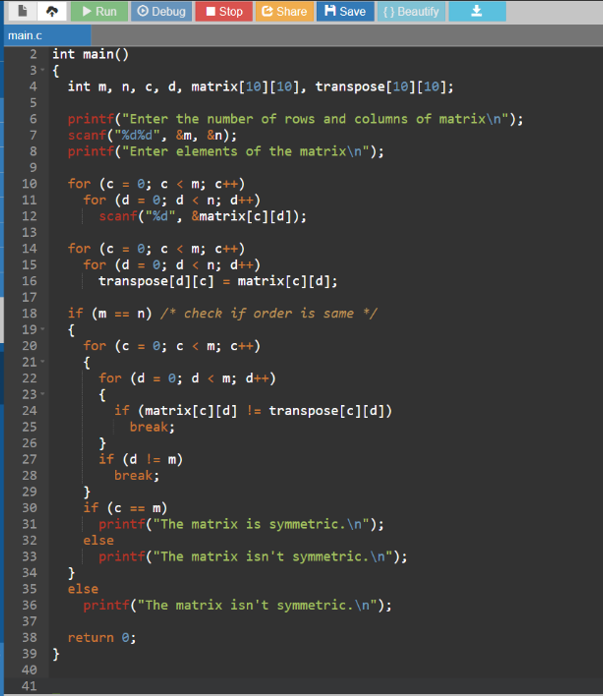 Run Debug Stop Share Save { } Beautify
main.c
2 int main()
3 {
4 int m, n, c, d, matrix[10][10], transpose[10][10];
5
6 printf("Enter the number of rows and columns of matrix\n");
7 scanf("%d%d", &m, &n);
8 printf("Enter elements of the matrix\n");
9
10 for (c = 0; c < m; c++)
11 for (d = 0; d < n; d++)
12 scanf("%d", &matrix[c][d]);
13
14 for (c = 0; c < m; c++)
15 for (d = 0; d < n; d++)
16 transpose[d][c] = matrix[c][d];
17
18 if (m == n) /* check if order is same */
19 {
20 for (c = 0; c < m; c++)
21 {
22 for (d = 0; d < m; d++)
23 {
24 if (matrix[c][d] != transpose[c][d])
25 break;
26 }
27 if (d != m)
28 break;
29 }
30 if (c == m)
31 printf("The matrix is symmetric.\n");
32 else
33 printf("The matrix isn't symmetric.\n");
34 }
35 else
36 printf("The matrix isn't symmetric.\n");
37
38 return 0;
39 }
40
41